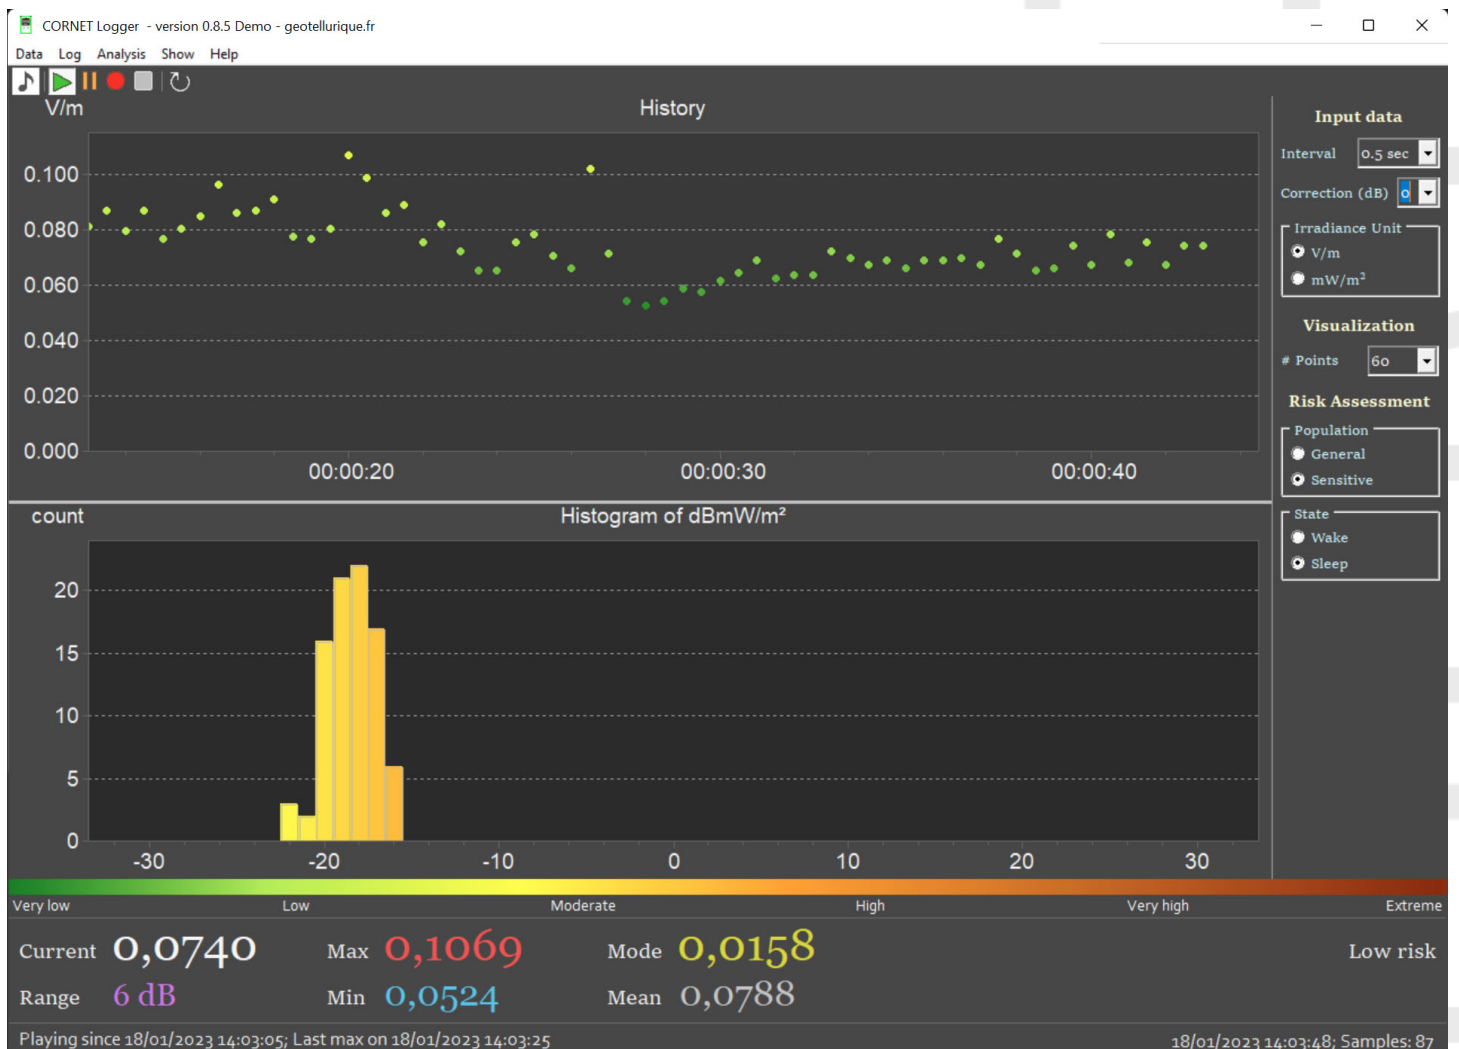 CORNET Logger - version 0.8.5 Demo - geotellurique.fr
Data Log Analysis Show Help
V/m
History
0.100
0.080
0.060
0.040
0.020
0.000
00:00:20 00:00:30 00:00:40
count
Histogram of dBmW/m²
20
15
10
5
0
-30 -20 -10 0 10 20 30
Input data
Interval 0.5 sec
Correction (dB) 0
Irradiance Unit
V/m
mW/m²
Visualization
# Points 60
Risk Assessment
Population
General
Sensitive
State
Wake
Sleep
Very low Low Moderate High Very high Extreme
Current 0,0740 Max 0,1069 Mode 0,0158 Low risk
Range 6 dB Min 0,0524 Mean 0,0788
Playing since 18/01/2023 14:03:05; Last max on 18/01/2023 14:03:25 18/01/2023 14:03:48; Samples: 87